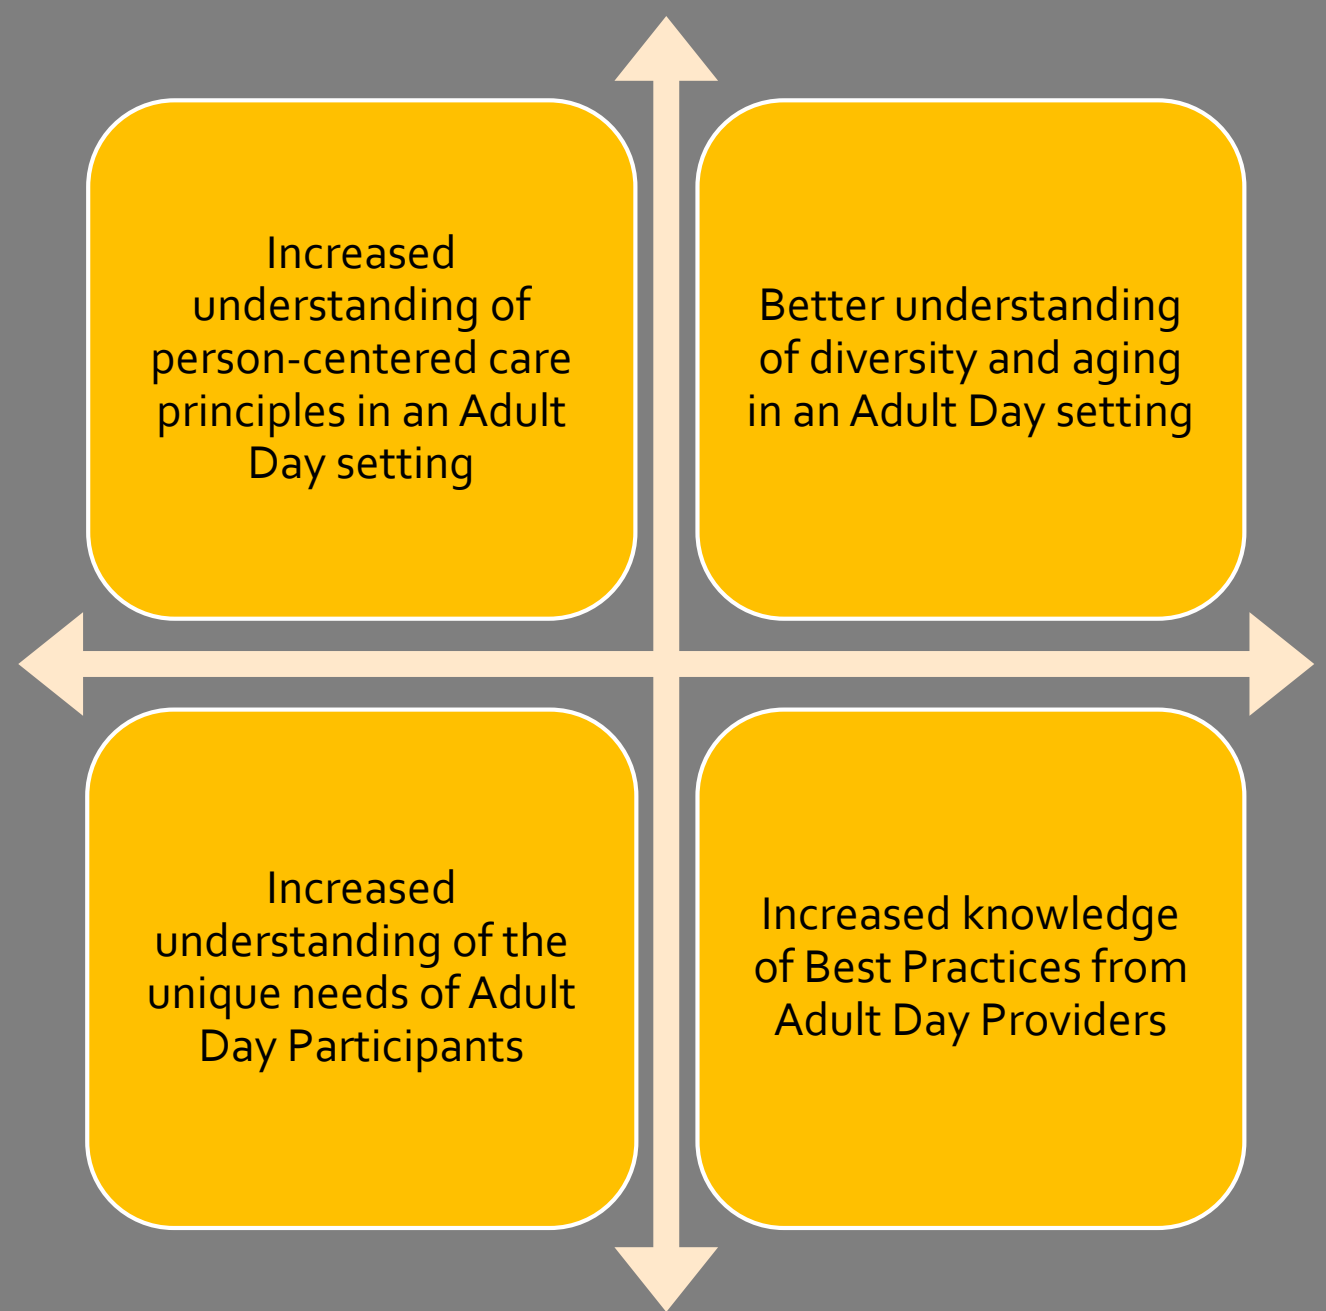 Increased
understanding of
person-centered care
principles in an Adult
Day setting
Better understanding
of diversity and aging
in an Adult Day setting
Increased
understanding of the
unique needs of Adult
Day Participants
Increased knowledge
of Best Practices from
Adult Day Providers